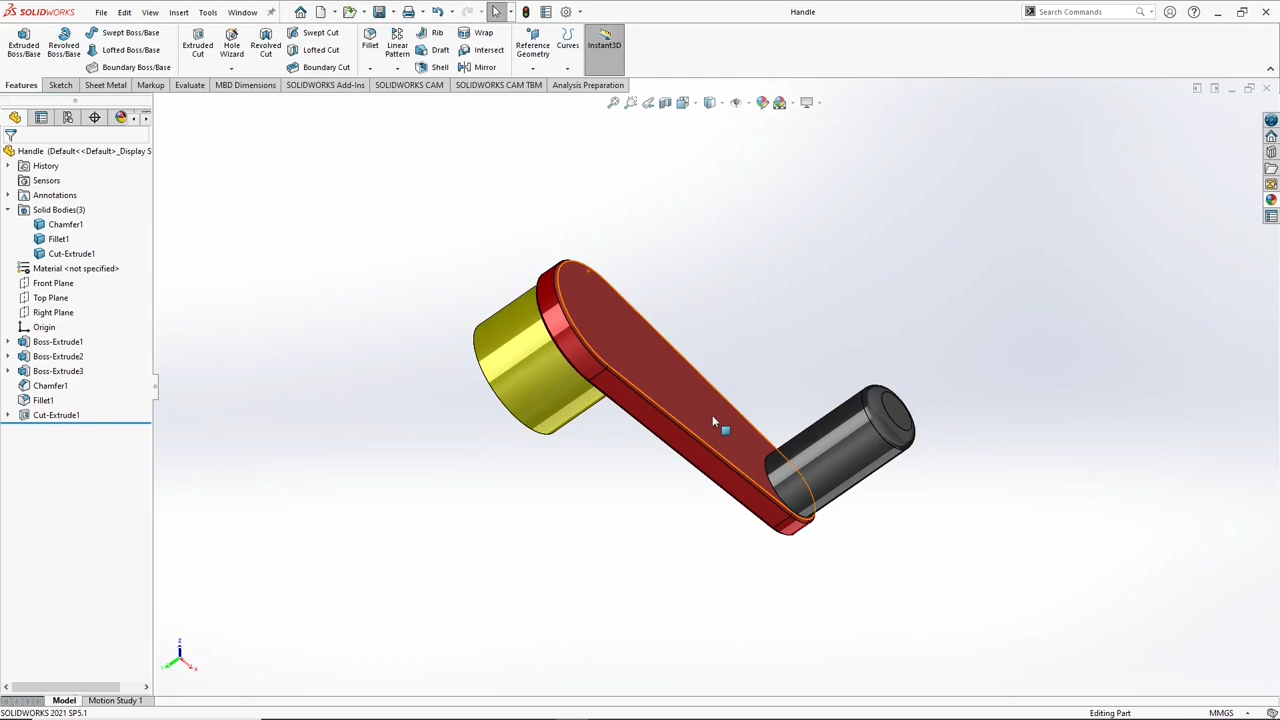 SOLIDWORKS File Edit View Insert Tools Window Handle Search Commands
Extruded Boss/Base
Revolved Boss/Base
Swept Boss/Base
Lofted Boss/Base
Boundary Boss/Base
Extruded Cut
Hole Wizard
Revolved Cut
Swept Cut
Lofted Cut
Boundary Cut
Fillet
Linear Pattern
Rib
Draft
Shell
Wrap
Intersect
Mirror
Reference Geometry
Curves
Instant3D
Features Sketch Sheet Metal Markup Evaluate MBD Dimensions SOLIDWORKS Add-Ins SOLIDWORKS CAM SOLIDWORKS CAM TBM Analysis Preparation
Handle (Default<<Default>_Display S
History
Sensors
Annotations
Solid Bodies(3)
Chamfer1
Fillet1
Cut-Extrude1
Material <not specified>
Front Plane
Top Plane
Right Plane
Origin
Boss-Extrude1
Boss-Extrude2
Boss-Extrude3
Chamfer1
Fillet1
Cut-Extrude1
Z
Y
X
Model Motion Study 1
SOLIDWORKS 2021 SP5.1 Editing Part MMGS